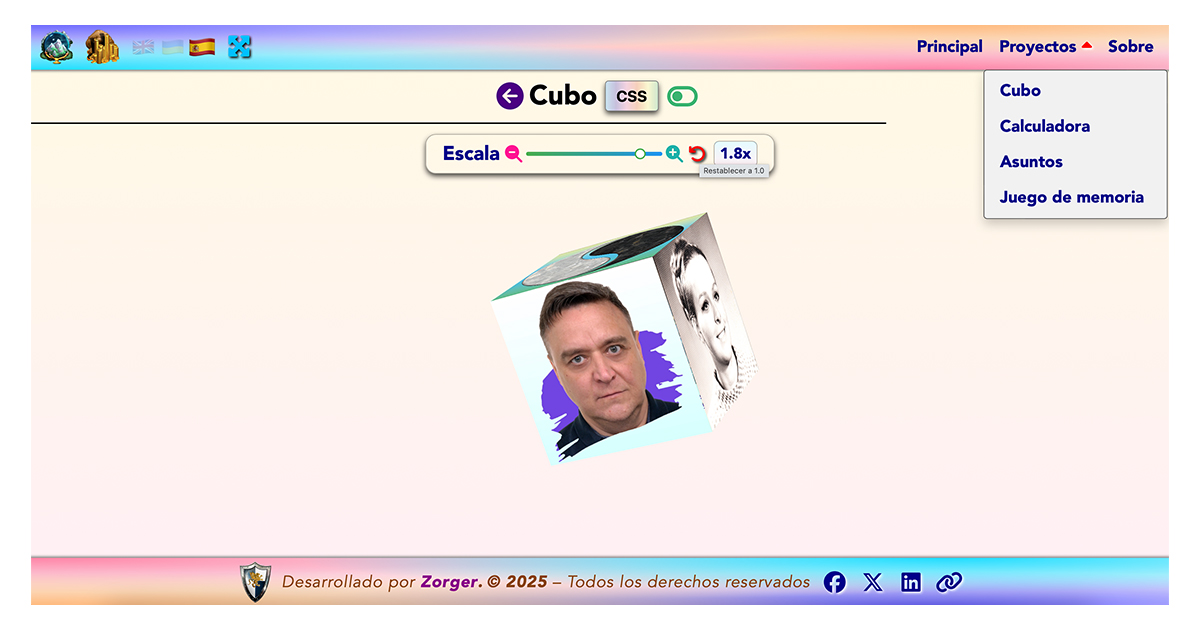 Principal Proyectos Sobre
Cubo CSS
Cubo
Calculadora
Asuntos
Juego de memoria
Escala 1.8x
Restablecer a 1.0
Desarrollado por Zorger. © 2025 – Todos los derechos reservados